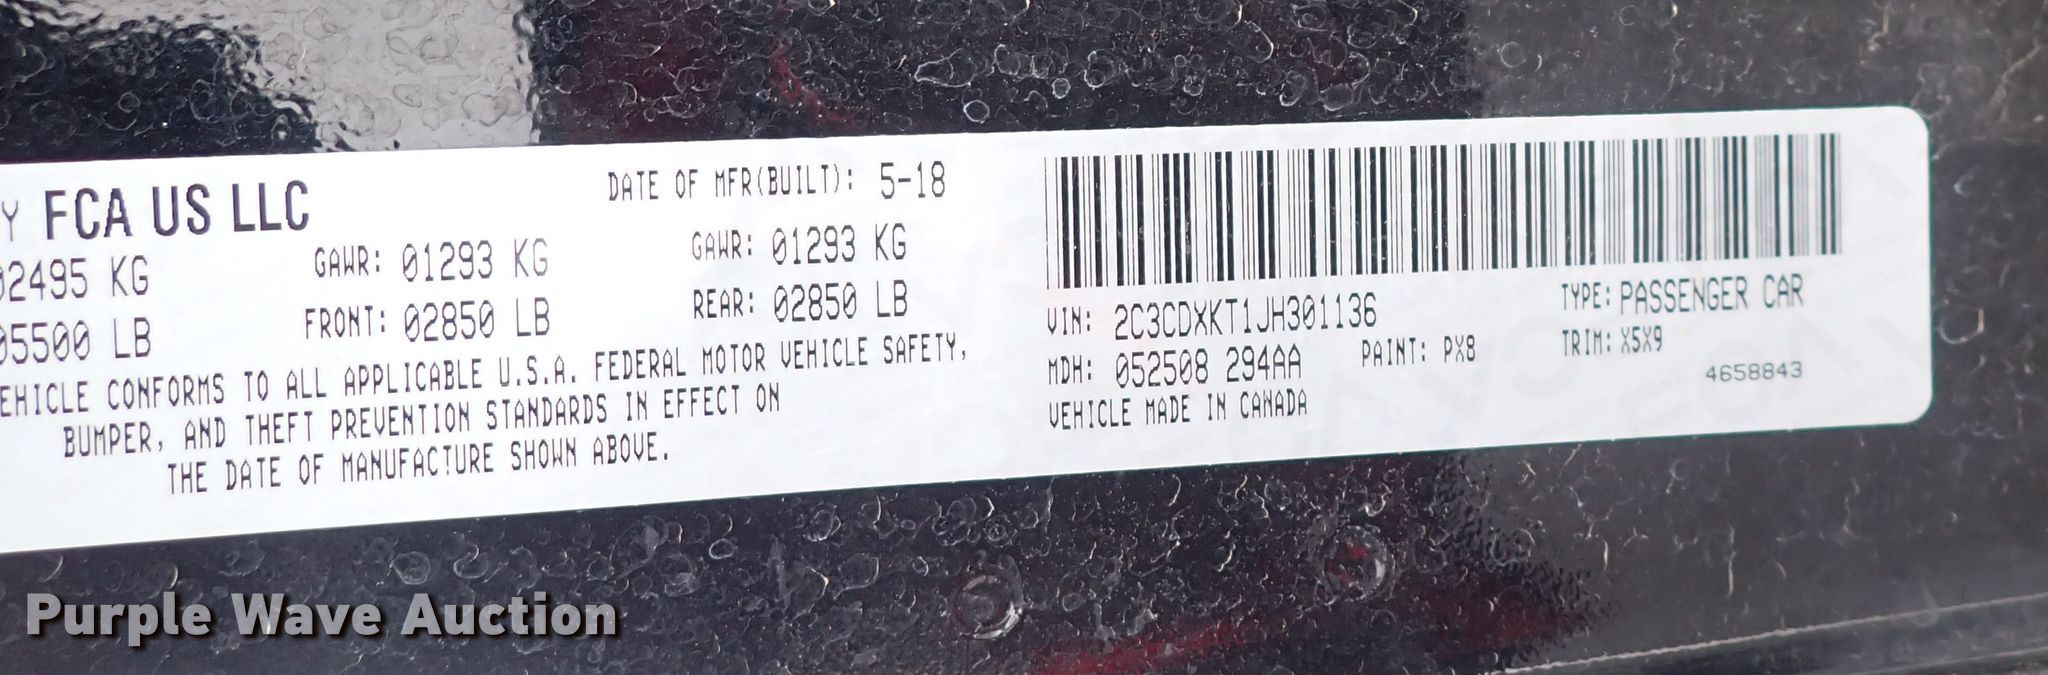 Y FCA US LLC
DATE OF MFR(BUILT): 5-18
02495 KG GAWR: 01293 KG GAWR: 01293 KG
05500 LB FRONT: 02850 LB REAR: 02850 LB
EHICLE CONFORMS TO ALL APPLICABLE U.S.A. FEDERAL MOTOR VEHICLE SAFETY,
BUMPER, AND THEFT PREVENTION STANDARDS IN EFFECT ON
THE DATE OF MANUFACTURE SHOWN ABOVE.
VIN: 2C3CDXKT1JH301136 TYPE: PASSENGER CAR
MDH: 052508 294AA PAINT: PX8 TRIM: X5X9
VEHICLE MADE IN CANADA 4658843
Purple Wave Auction